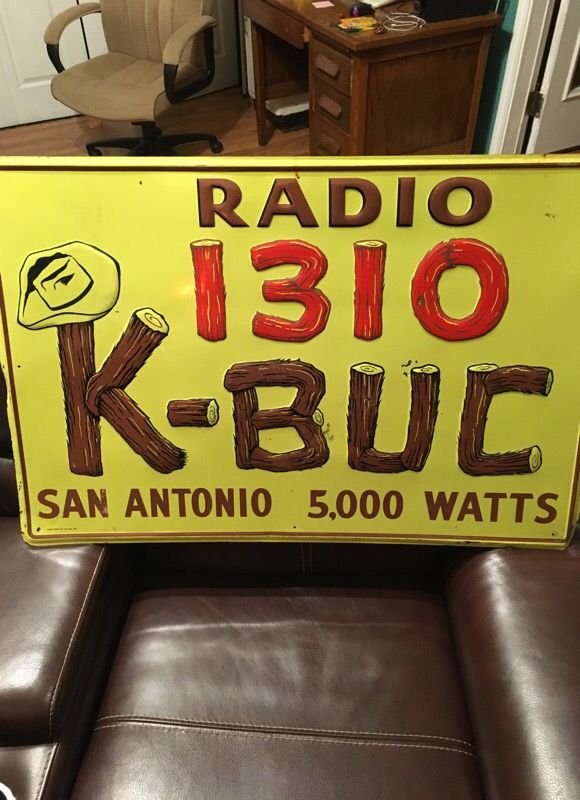 RADIO
1310
K-BUC
SAN ANTONIO 5,000 WATTS